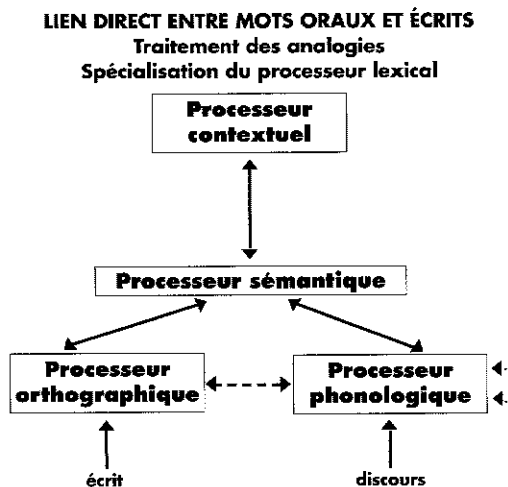 LIEN DIRECT ENTRE MOTS ORAUX ET ÉCRITS
Traitement des analogies
Spécialisation du processeur lexical
Processeur
contextuel
Processeur sémantique
Processeur
orthographique
Processeur
phonologique
écrit
discours